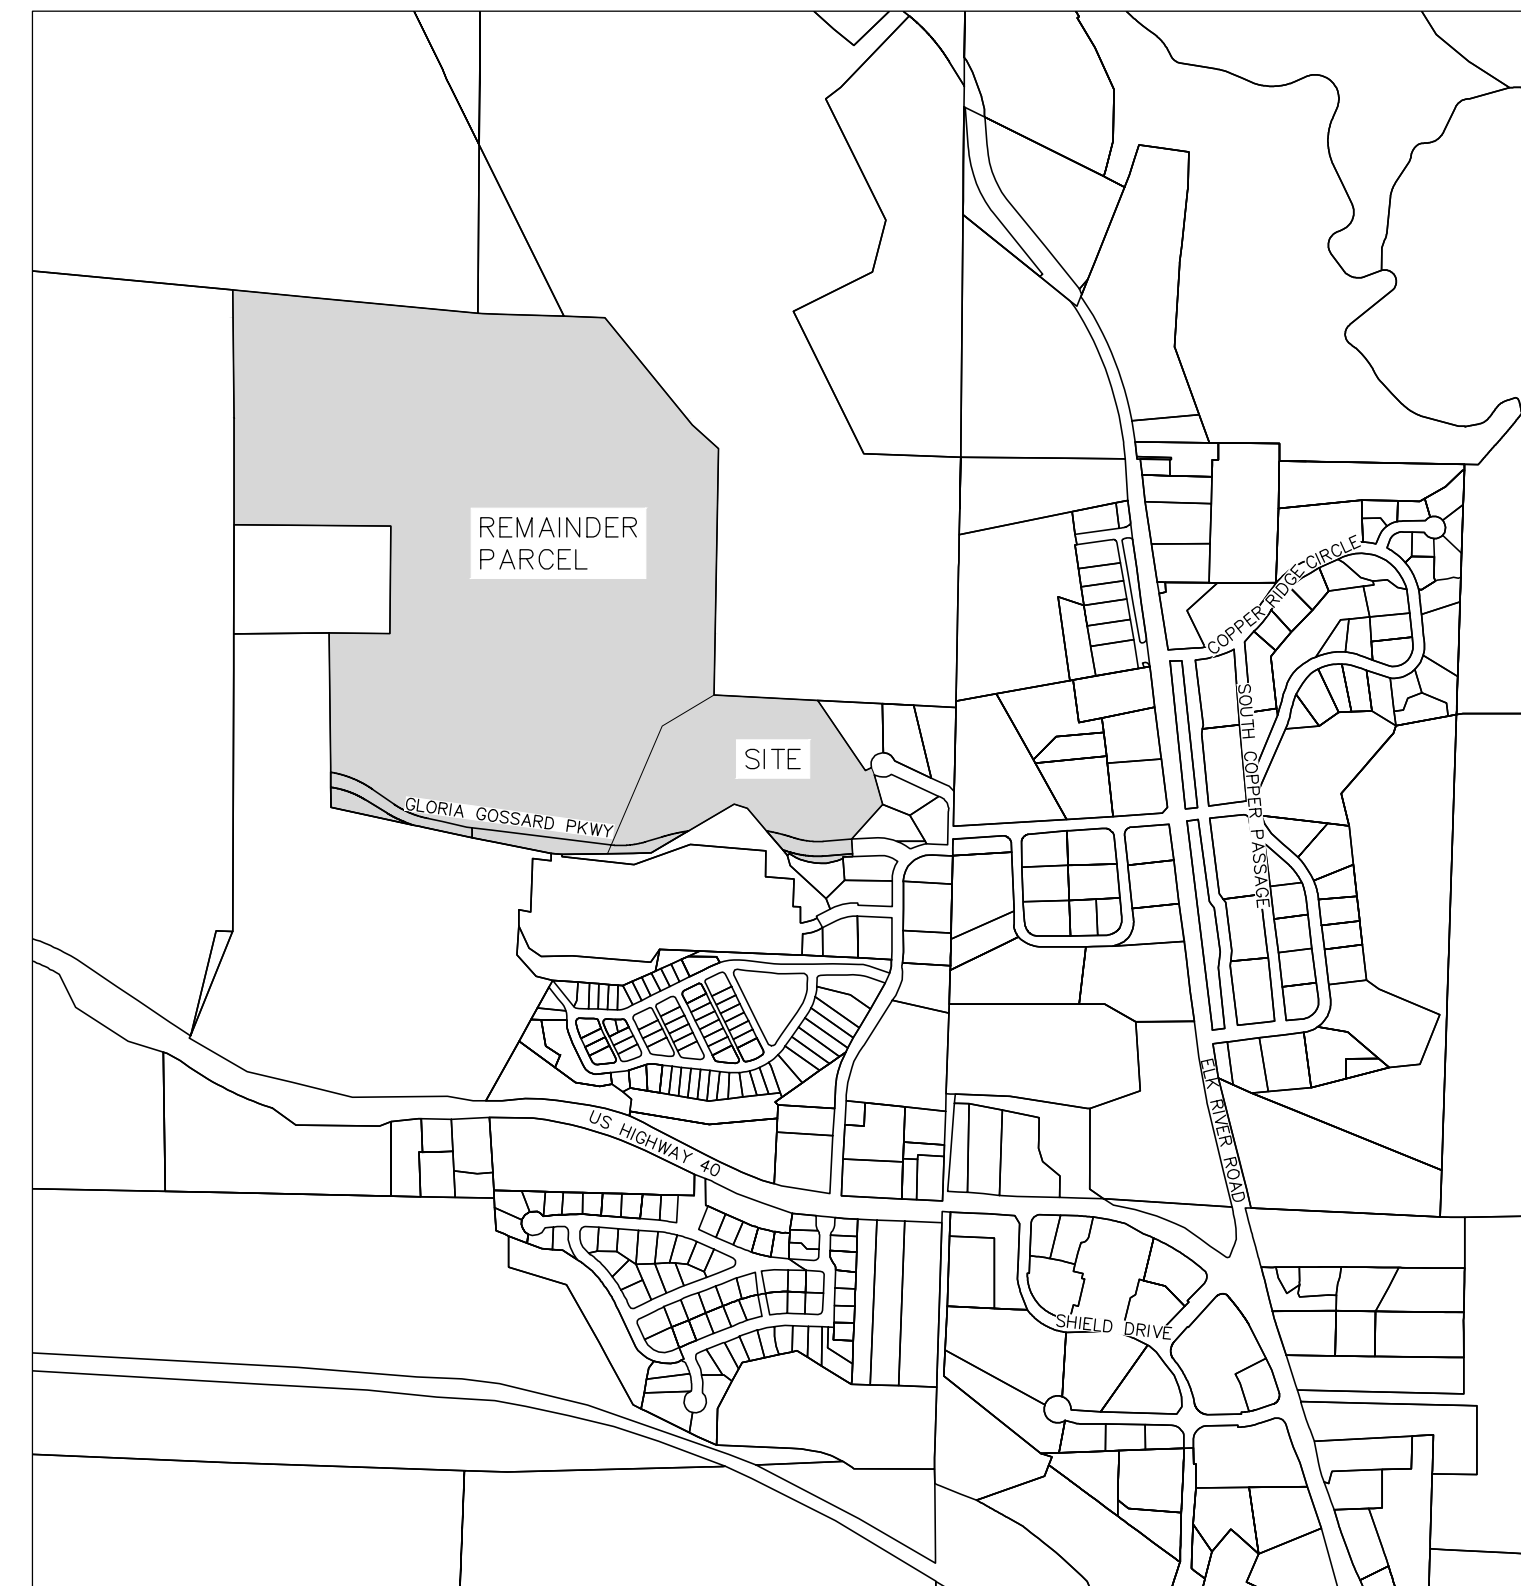 REMAINDER
PARCEL
COPPER RIDGE CIRCLE
SOUTH COPPER PASSAGE
SITE
GLORIA GOSSARD PKWY
ELK RIVER ROAD
US HIGHWAY 40
SHIELD DRIVE